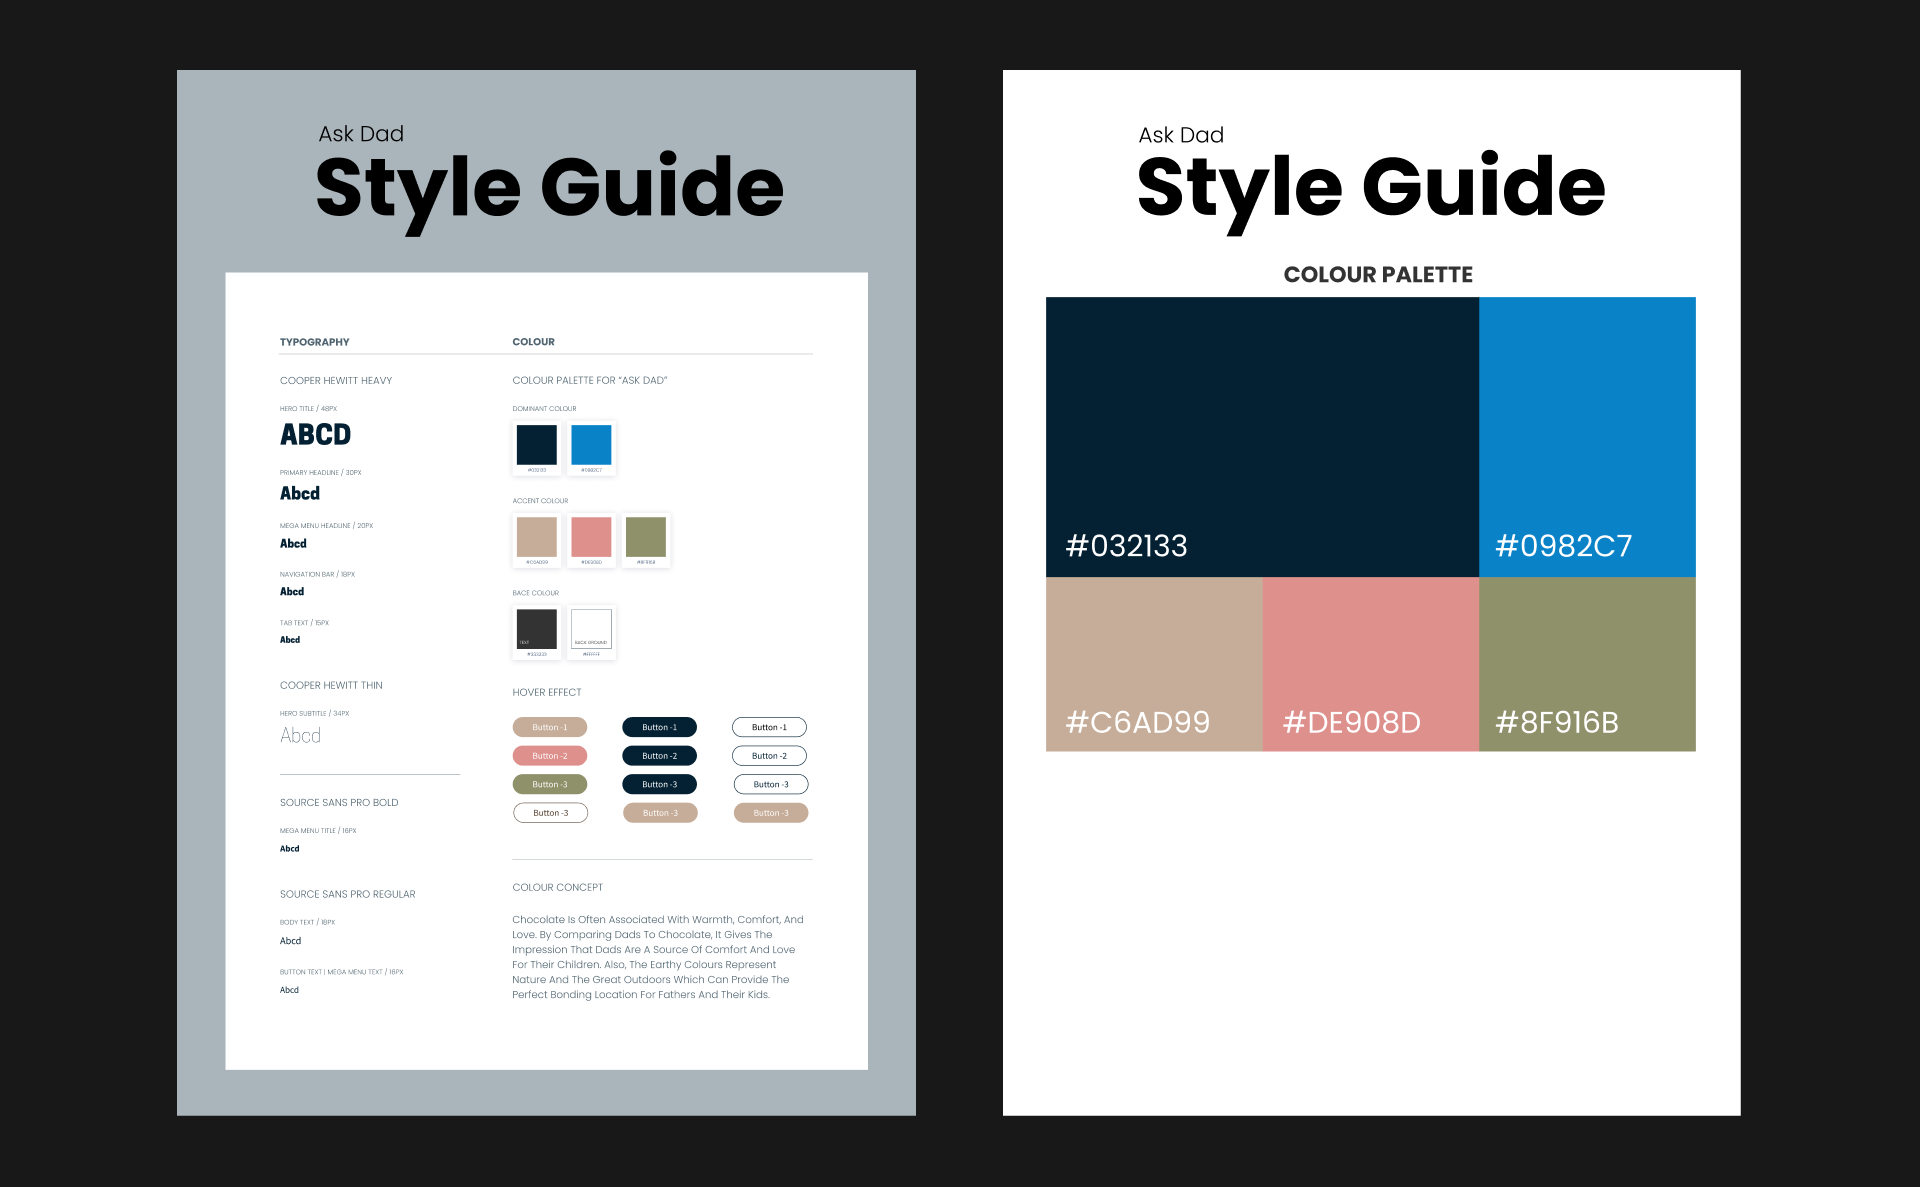 Ask Dad
Style Guide
TYPOGRAPHY
COOPER HEWITT HEAVY
HERO TITLE / 48PX
ABCD
PRIMARY HEADLINE / 30PX
Abcd
MEGA MENU HEADLINE / 20PX
Abcd
NAVIGATION BAR / 18PX
Abcd
TAB TEXT / 15PX
Abcd
COOPER HEWITT THIN
HERO SUBTITLE / 34PX
Abcd
SOURCE SANS PRO BOLD
MEGA MENU TITLE / 16PX
Abcd
SOURCE SANS PRO REGULAR
BODY TEXT / 18PX
Abcd
BUTTON TEXT | MEGA MENU TEXT / 16PX
Abcd
COLOUR
COLOUR PALETTE FOR “ASK DAD”
DOMINANT COLOUR
#032133 #0982C7
ACCENT COLOUR
#C6AD99 #DE908D #8F916B
BACE COLOUR
TEXT BACK GROUND
#333333 #FFFFFF
HOVER EFFECT
Button -1 Button -1 Button -1
Button -2 Button -2 Button -2
Button -3 Button -3 Button -3
Button -3 Button -3 Button -3
COLOUR CONCEPT
Chocolate Is Often Associated With Warmth, Comfort, And
Love. By Comparing Dads To Chocolate, It Gives The
Impression That Dads Are A Source Of Comfort And Love
For Their Children. Also, The Earthy Colours Represent
Nature And The Great Outdoors Which Can Provide The
Perfect Bonding Location For Fathers And Their Kids.
Ask Dad
Style Guide
COLOUR PALETTE
#032133 #0982C7
#C6AD99 #DE908D #8F916B